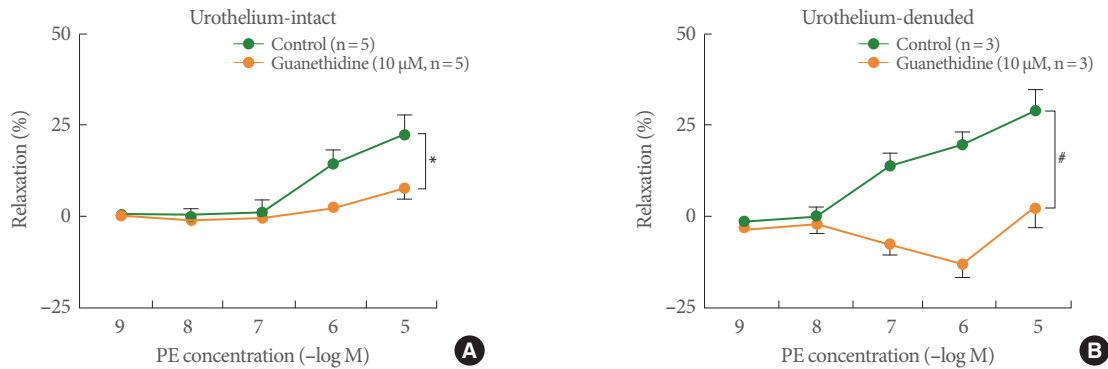 Urothelium-intact
Control (n = 5)
Guanethidine (10 μM, n = 5)
Relaxation (%)
50
25
0
–25
*
9 8 7 6 5
PE concentration (–log M)
A
Urothelium-denuded
Control (n = 3)
Guanethidine (10 μM, n = 3)
Relaxation (%)
50
25
0
–25
#
9 8 7 6 5
PE concentration (–log M)
B